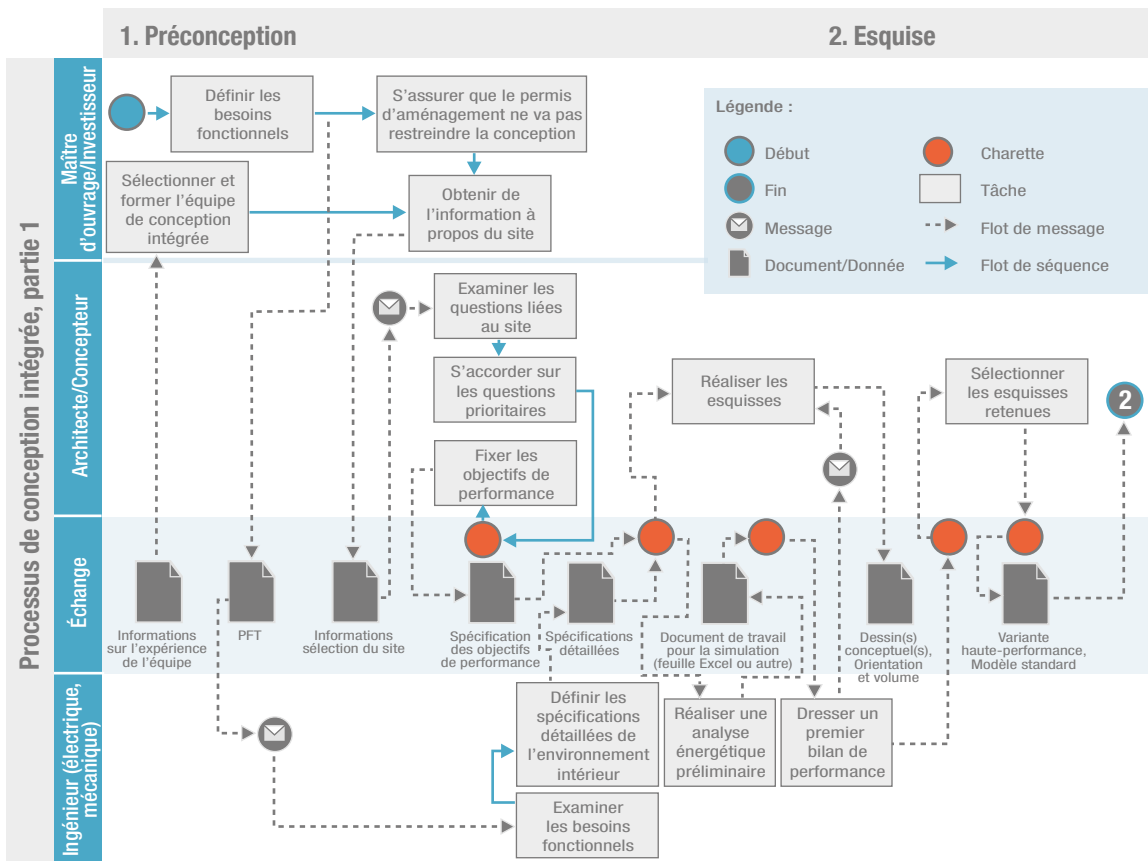 1. Préconception
2. Esquise
Processus de conception intégrée, partie 1
Maître
d'ouvrage/Investisseur
Définir les
besoins
fonctionnels
S'assurer que le permis
d'aménagement ne va pas
restreindre la conception
Sélectionner et
former l'équipe
de conception
intégrée
Obtenir de
l'information à
propos du site
Légende :
Début
Charette
Fin
Tâche
Message
Flot de message
Document/Donnée
Flot de séquence
Architecte/Concepteur
Examiner les
questions liées
au site
S'accorder sur
les questions
prioritaires
Fixer les
objectifs de
performance
Réaliser les
esquisses
Sélectionner
les esquisses
retenues
2
Échange
Informations
sur l'expérience
de l'équipe
PFT
Informations
sélection du site
Spécification
des objectifs
de performance
Spécifications
détaillées
Document de travail
pour la simulation
(feuille Excel ou autre)
Dessin(s)
conceptuel(s),
Orientation
et volume
Variante
haute-performance,
Modèle standard
Ingénieur (électrique,
mécanique)
Définir les
spécifications
détaillées de
l'environnement
intérieur
Réaliser une
analyse
énergétique
préliminaire
Dresser un
premier
bilan de
performance
Examiner
les besoins
fonctionnels